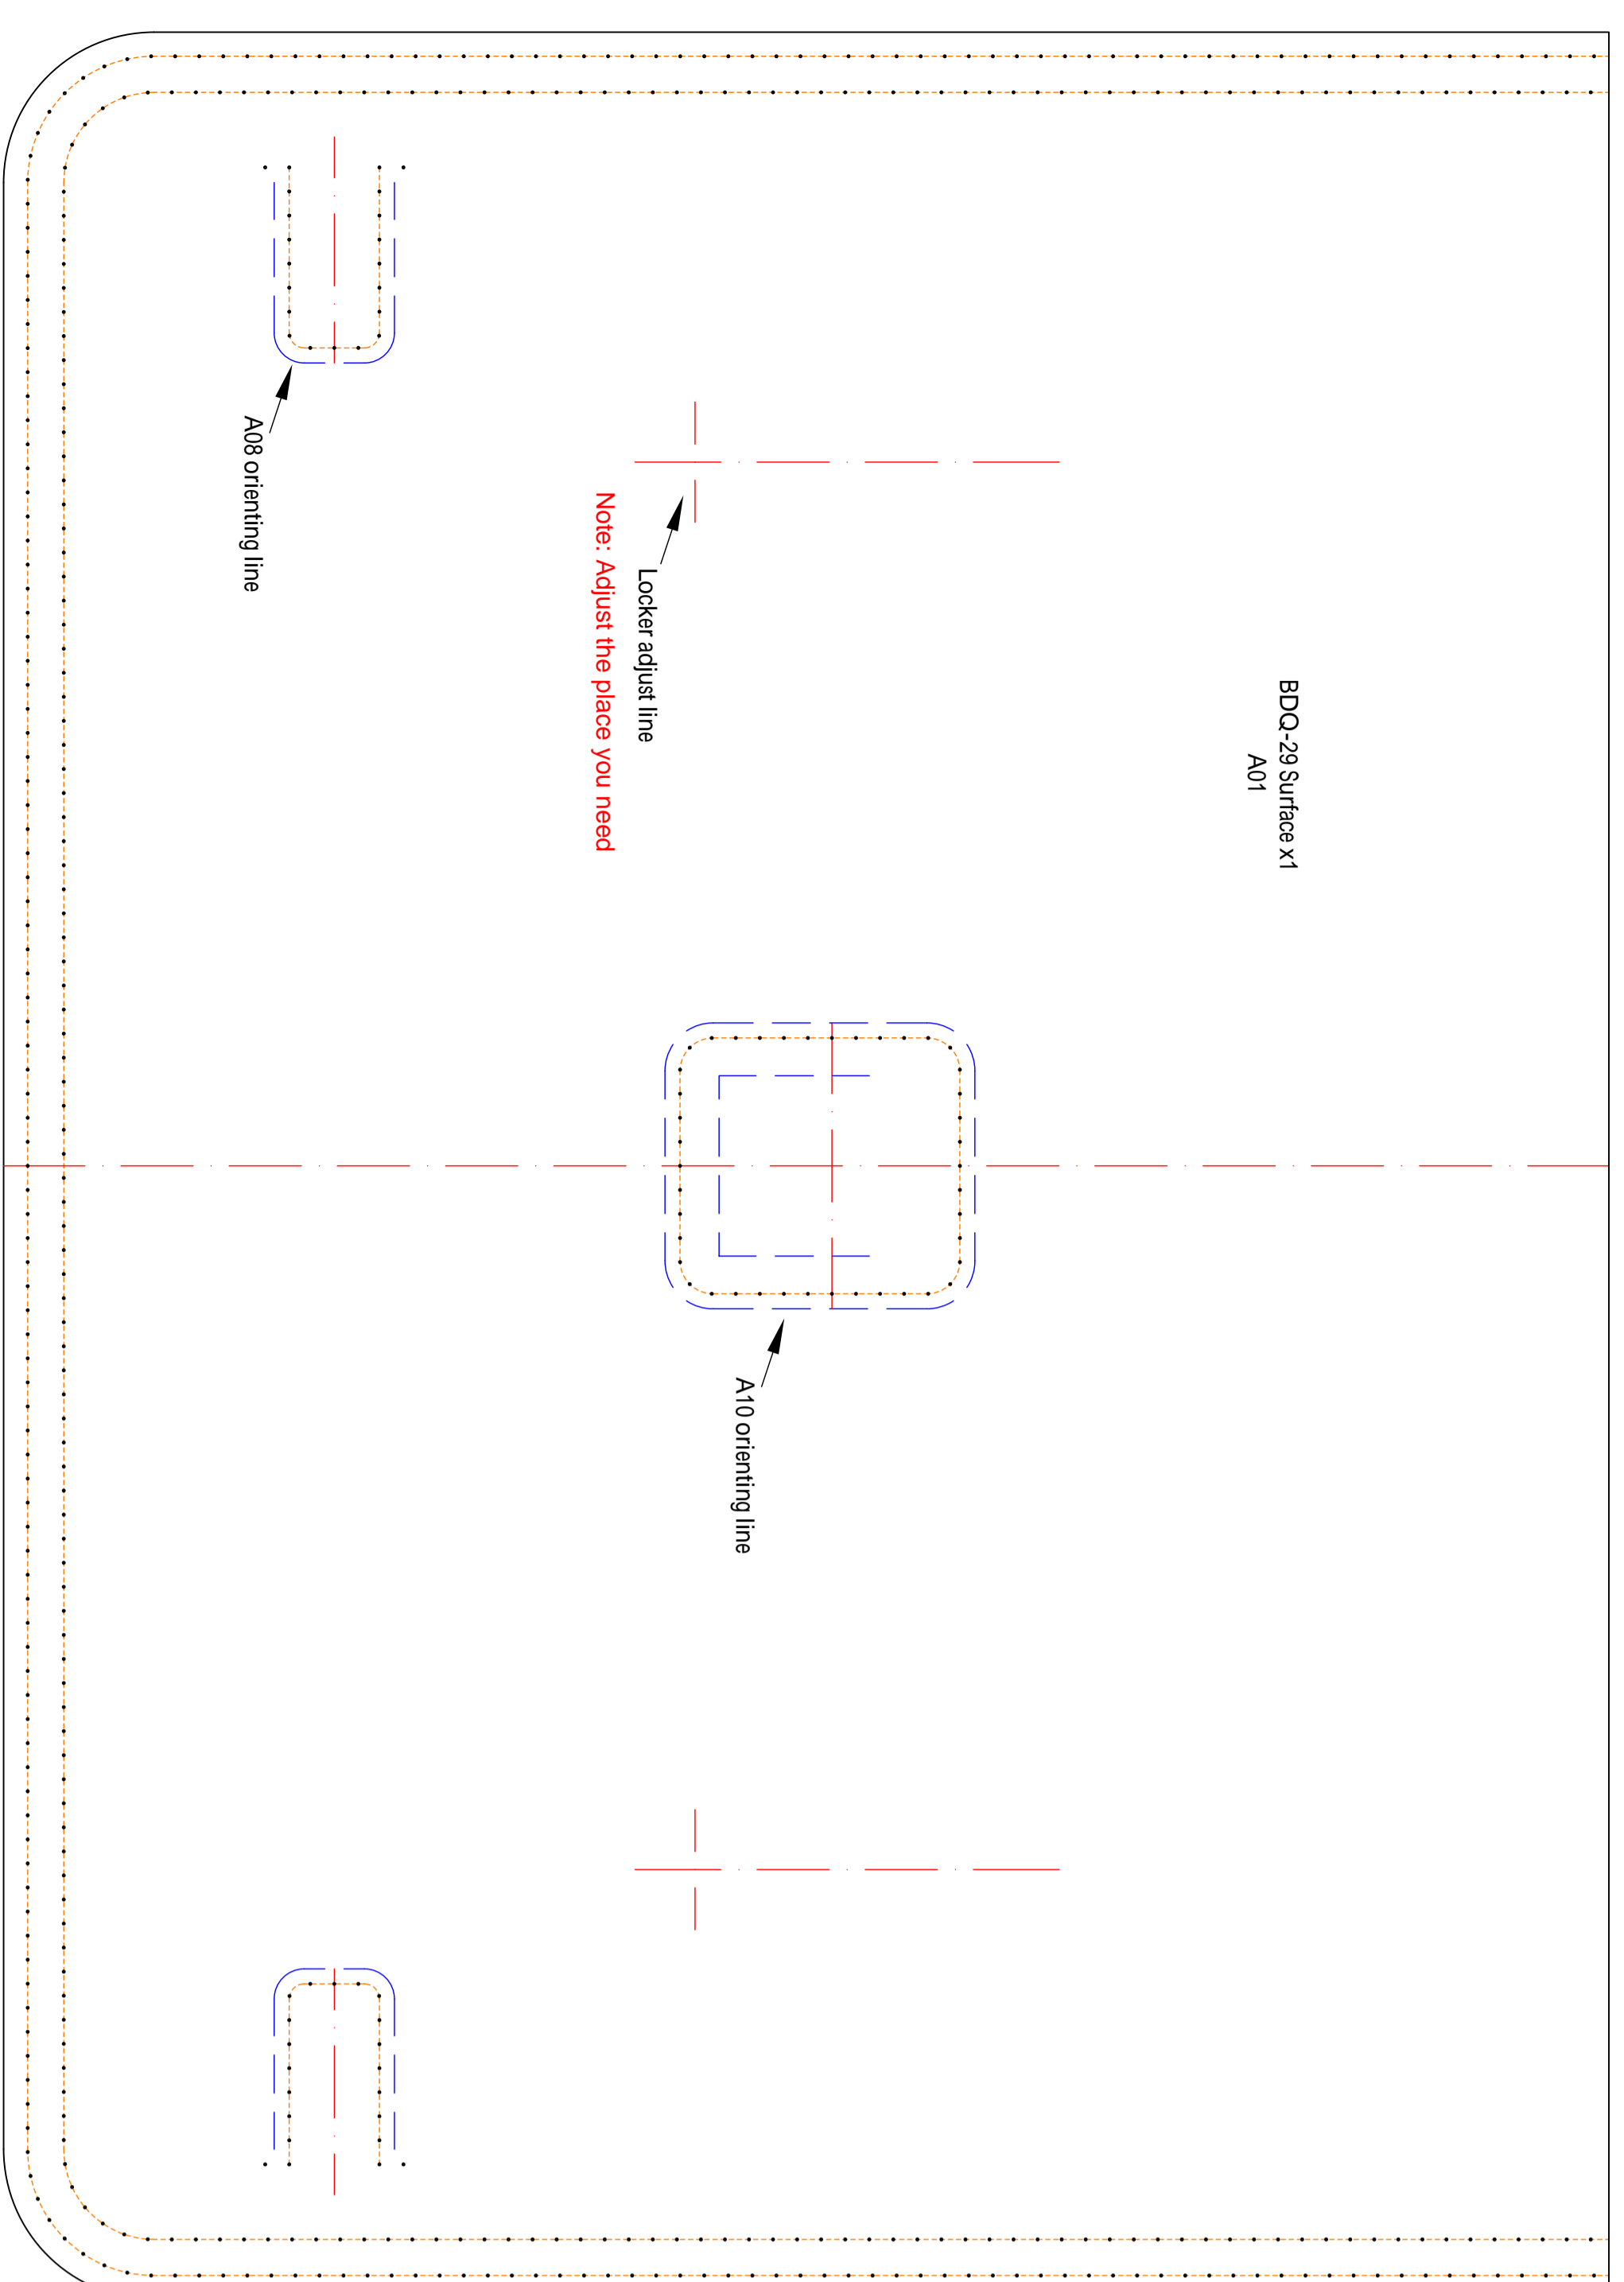 BDQ-29 Surface x1
A01
Locker adjust line
Note: Adjust the place you need
A08 orienting line
A10 orienting line